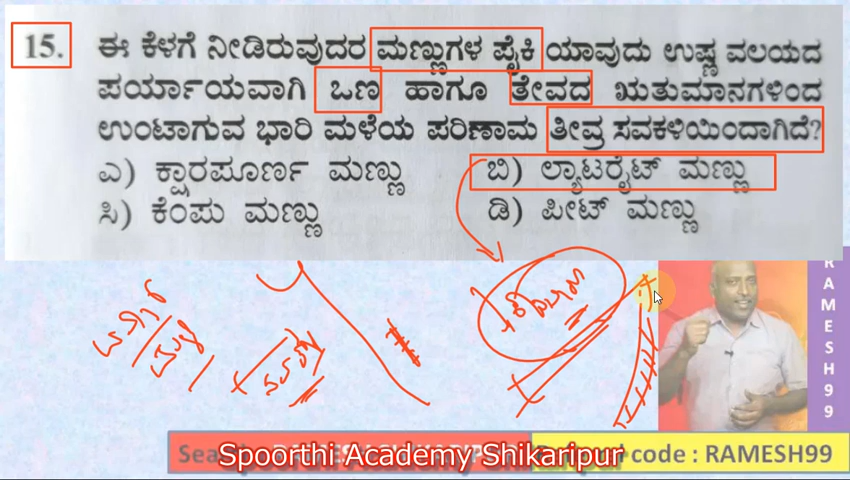 15. ಈ ಕೆಳಗೆ ನೀಡಿರುವುದರ ಮಣ್ಣುಗಳ ಪೈಕಿ ಯಾವುದು ಉಷ್ಣ ವಲಯದ
ಪರ್ಯಾಯವಾಗಿ ಒಣ ಹಾಗೂ ತೇವದ ಋತುಮಾನಗಳಿಂದ
ಉಂಟಾಗುವ ಭಾರಿ ಮಳೆಯ ಪರಿಣಾಮ ತೀವ್ರ ಸವಕಳಿಯಿಂದಾಗಿದೆ?
ಎ) ಕ್ಷಾರಪೂರ್ಣ ಮಣ್ಣು ಬಿ) ಲ್ಯಾಟರೈಟ್ ಮಣ್ಣು
ಸಿ) ಕೆಂಪು ಮಣ್ಣು ಡಿ) ಪೀಟ್ ಮಣ್ಣು
RAMESH99
Spoorthi Academy Shikaripur
code : RAMESH99